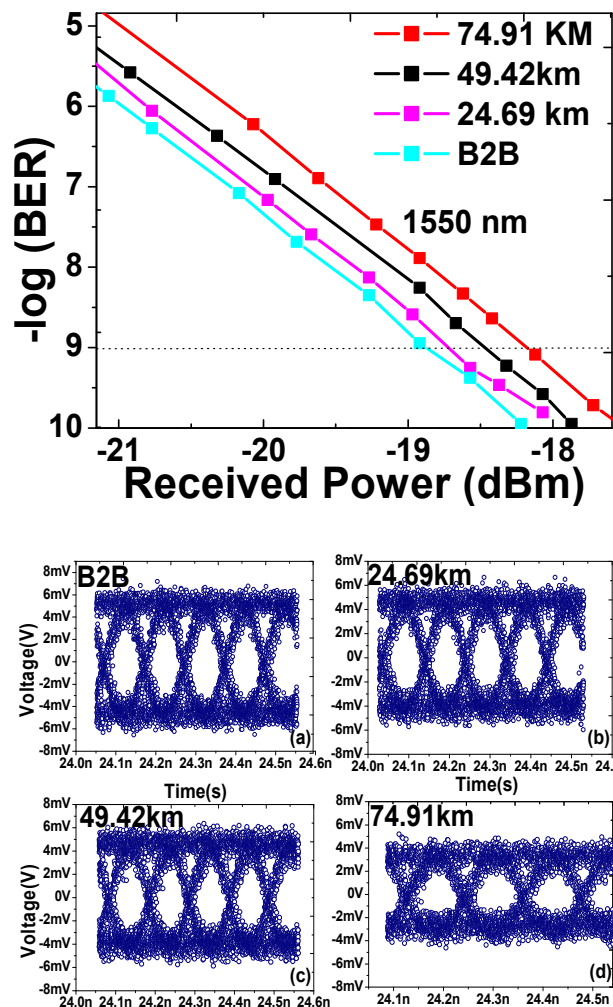 5
6
7
8
9
10
-log (BER)
74.91 KM
49.42km
24.69 km
B2B
1550 nm
-21 -20 -19 -18
Received Power (dBm)
B2B
8mV
6mV
4mV
2mV
0V
-2mV
-4mV
-6mV
-8mV
Voltage(V)
(a)
24.0n 24.1n 24.2n 24.3n 24.4n 24.5n 24.6n
Time(s)
24.69km
8mV
6mV
4mV
2mV
0V
-2mV
-4mV
-6mV
-8mV
(b)
24.0n 24.1n 24.2n 24.3n 24.4n 24.5n 24.
Time(s)
49.42km
8mV
6mV
4mV
2mV
0V
-2mV
-4mV
-6mV
-8mV
Voltage(V)
(c)
24.0n 24.1n 24.2n 24.3n 24.4n 24.5n 24.6n
74.91km
8mV
6mV
4mV
2mV
0V
-2mV
-4mV
-6mV
-8mV
(d)
24.1n 24.2n 24.3n 24.4n 24.5n